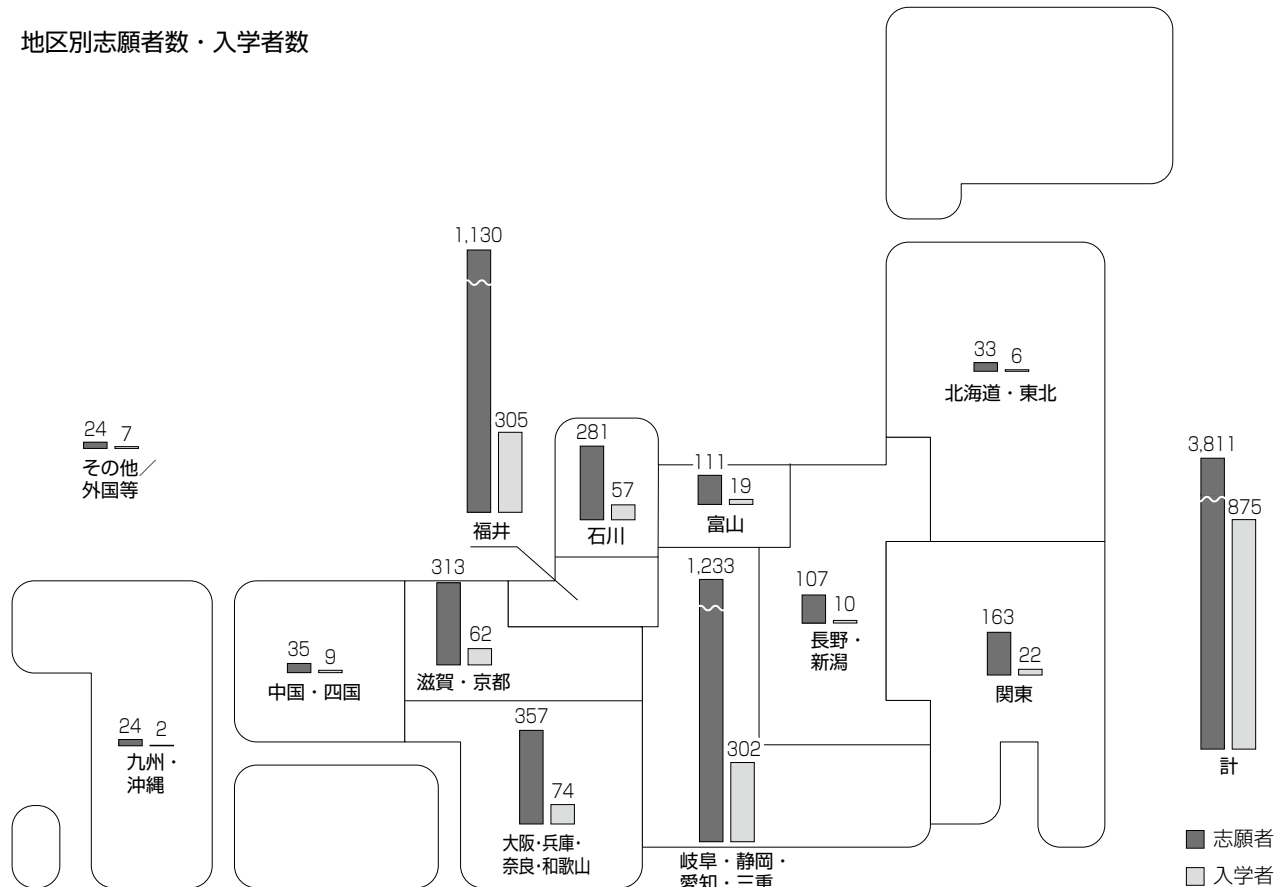 地区別志願者数・入学者数
1,130
305
福井
281
57
石川
111
19
富山
33
6
北海道・東北
24
7
その他／
外国等
3,811
875
計
313
62
滋賀・京都
1,233
302
岐阜・静岡・
愛知・三重
107
10
長野・
新潟
163
22
関東
35
9
中国・四国
24
2
九州・
沖縄
357
74
大阪・兵庫・
奈良・和歌山
志願者
入学者